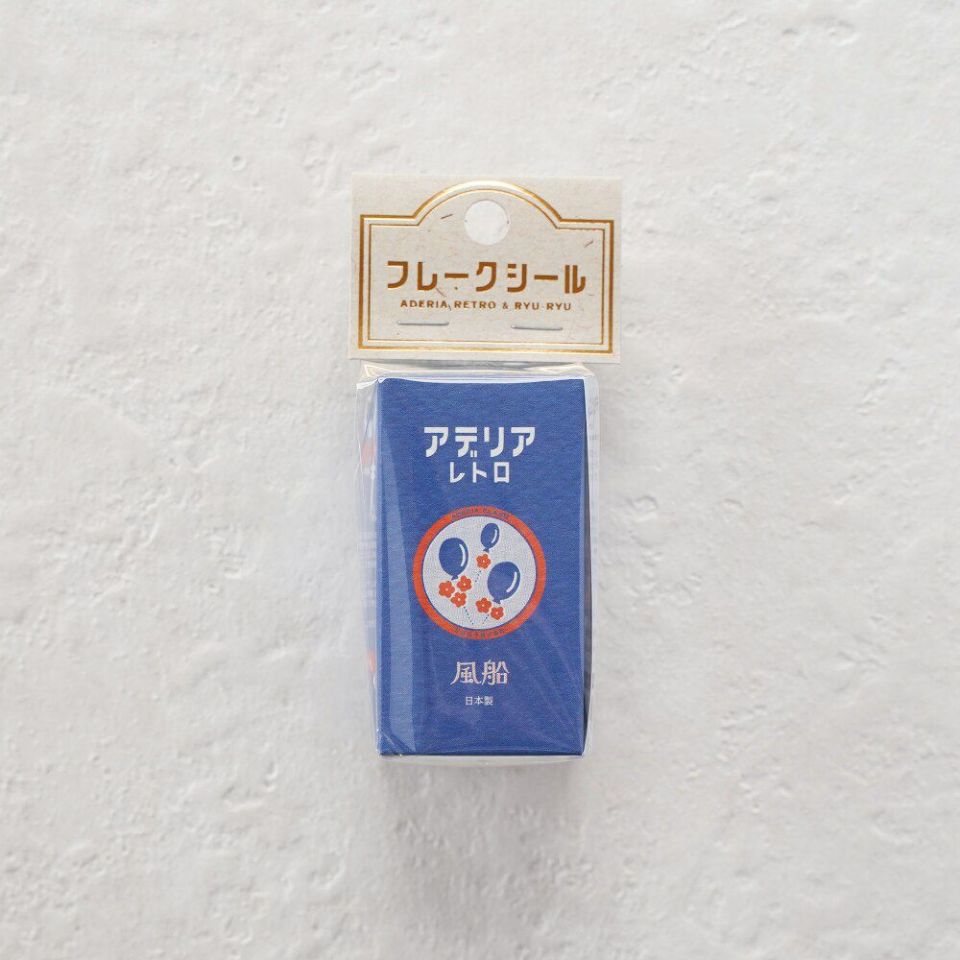 フレークシール
ADERIA RETRO & RYU-RYU
アデリア
レトロ
風船
日本製